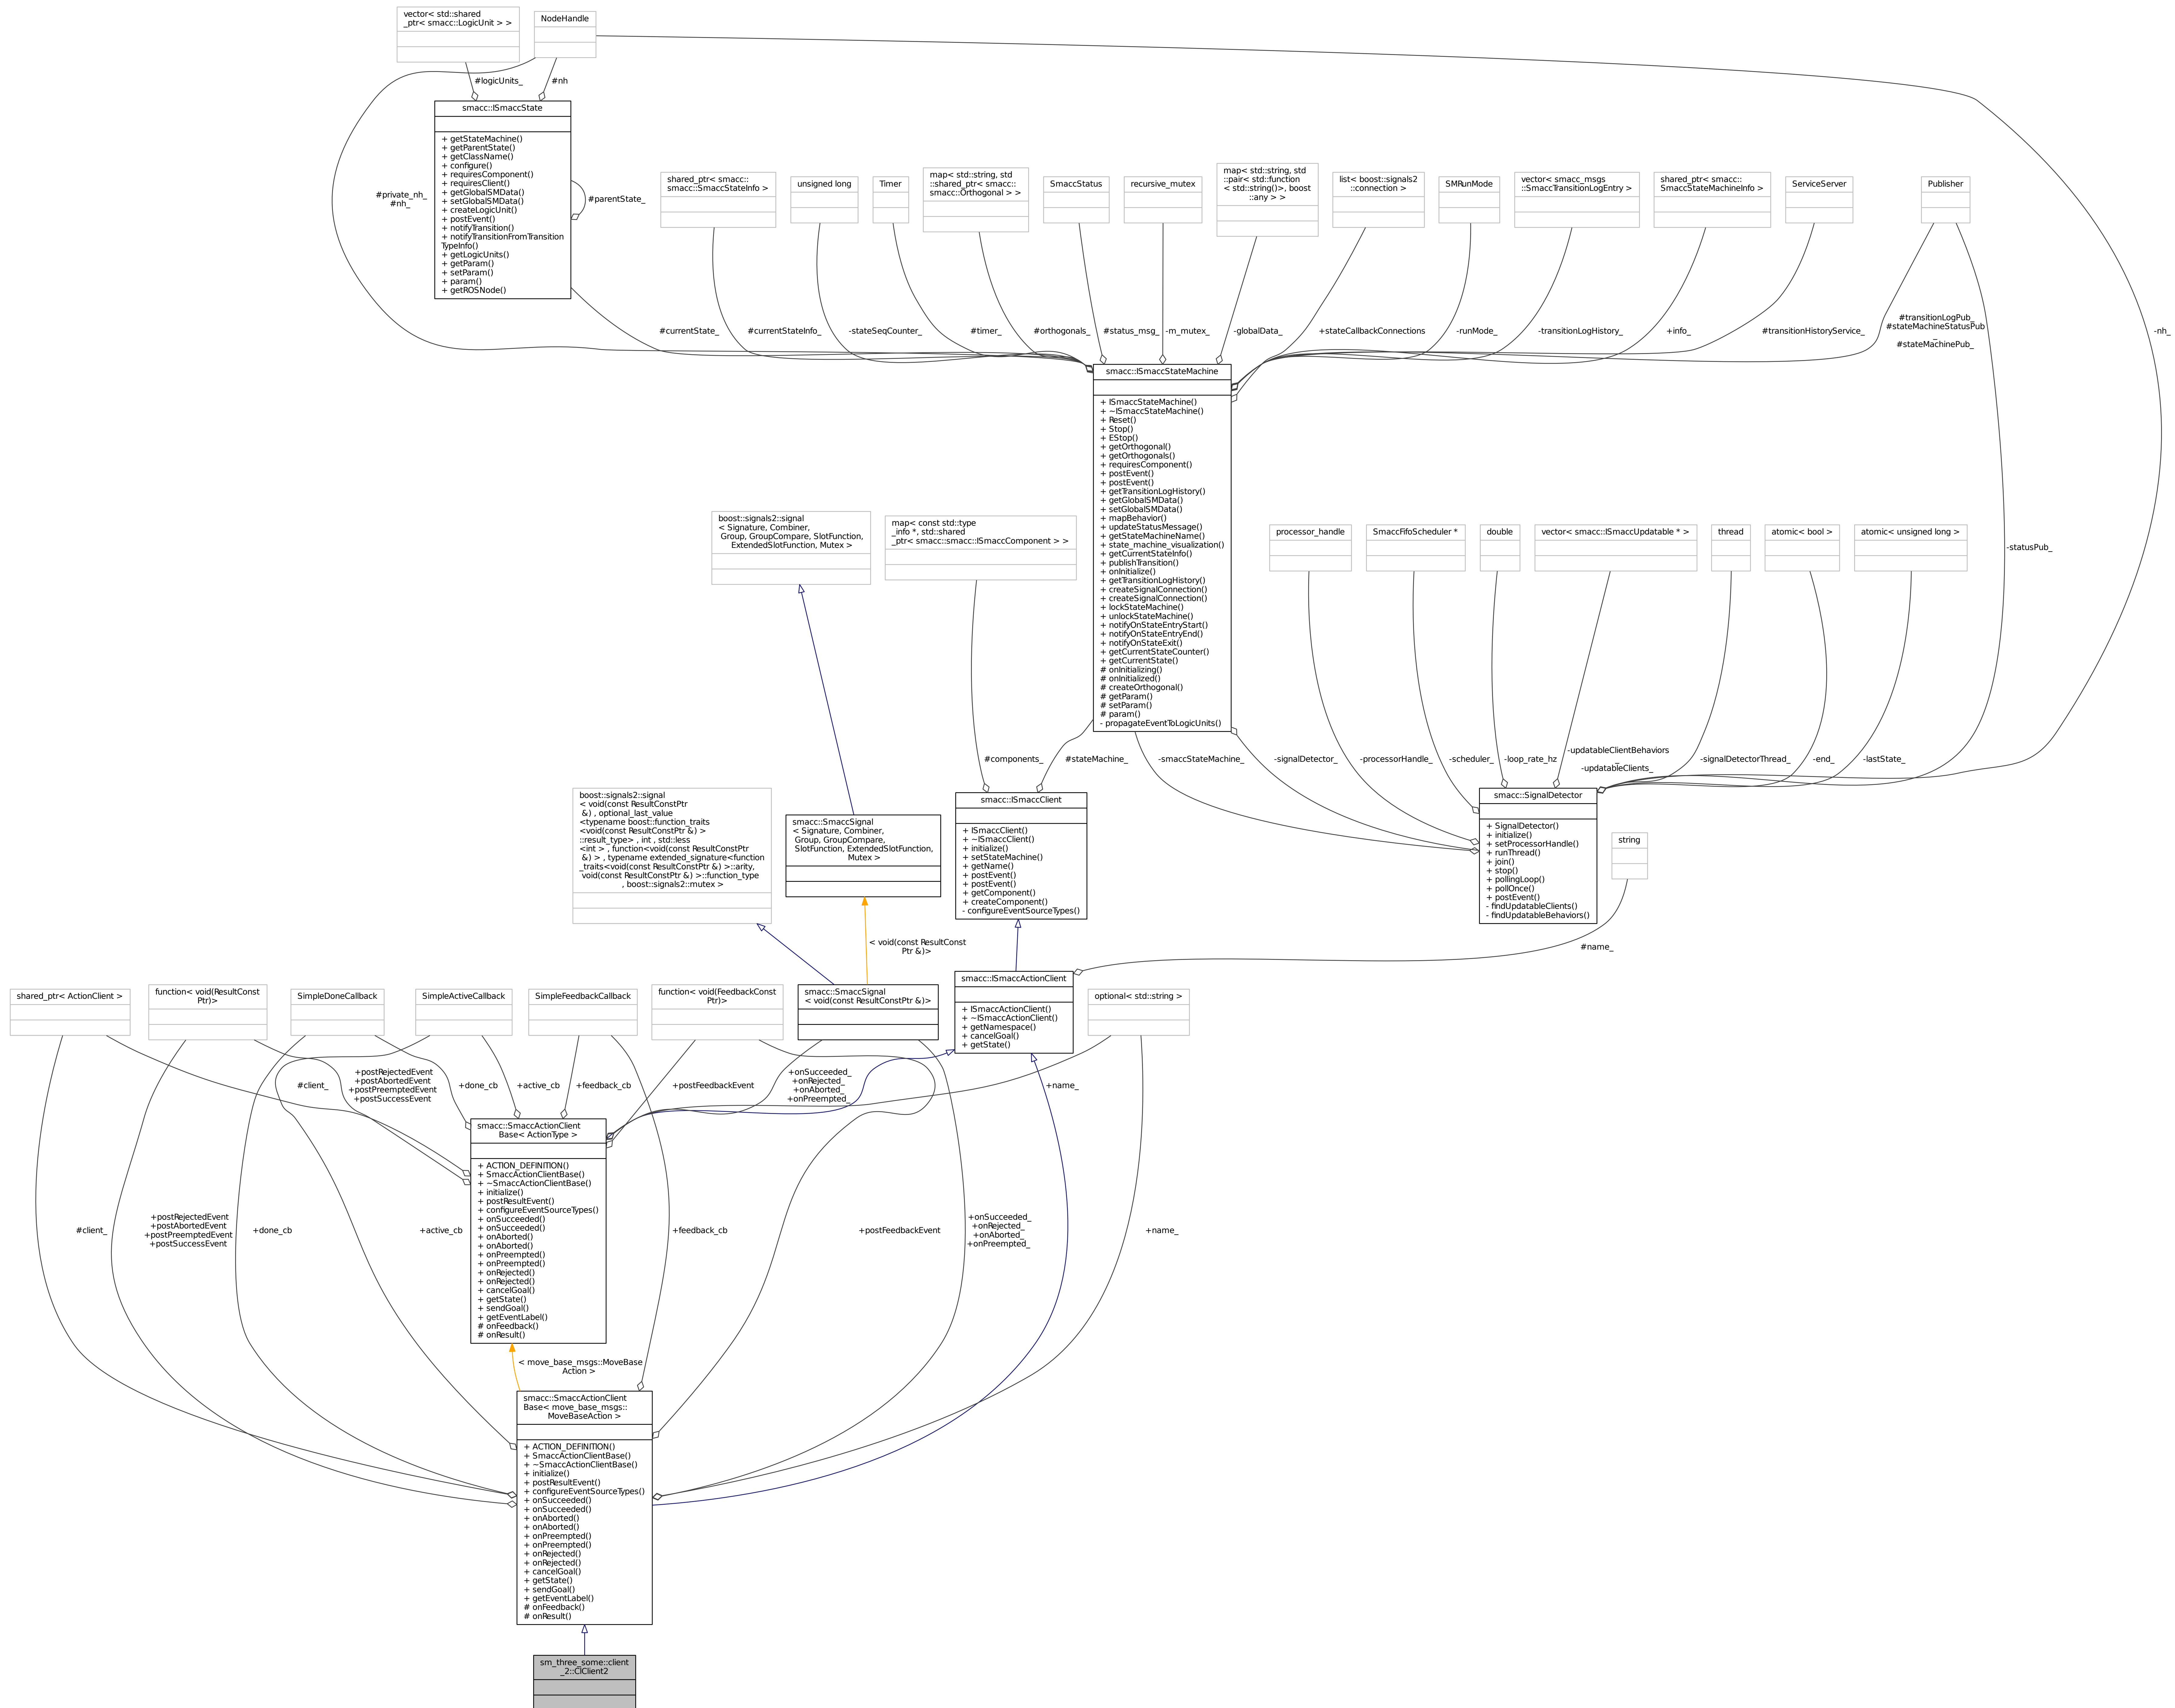 vector< std::shared
_ptr< smacc::LogicUnit > >
NodeHandle
#logicUnits_
#nh
smacc::ISmaccState
+ getStateMachine()
+ getParentState()
+ getClassName()
+ configure()
+ requiresComponent()
+ requiresClient()
+ getGlobalSMData()
+ setGlobalSMData()
+ createLogicUnit()
+ postEvent()
+ notifyTransition()
+ notifyTransitionFromTransition
TypeInfo()
+ getLogicUnits()
+ getParam()
+ setParam()
+ param()
+ getROSNode()
#private_nh_
#nh_
#parentState_
shared_ptr< smacc::
smacc::SmaccStateInfo >
unsigned long
Timer
map< std::string, std
::shared_ptr< smacc::
smacc::Orthogonal > >
SmaccStatus
recursive_mutex
map< std::string, std
::pair< std::function
< std::string()>, boost
::any > >
list< boost::signals2
::connection >
SMRunMode
vector< smacc_msgs
::SmaccTransitionLogEntry >
shared_ptr< smacc::
SmaccStateMachineInfo >
ServiceServer
Publisher
#currentState_
#currentStateInfo_
-stateSeqCounter_
#timer_
#orthogonals_
#status_msg_
-m_mutex_
-globalData_
+stateCallbackConnections
-runMode_
-transitionLogHistory_
+info_
#transitionHistoryService_
#transitionLogPub_
#stateMachineStatusPub
_
#stateMachinePub_
-nh_
smacc::ISmaccStateMachine
+ ISmaccStateMachine()
+ ~ISmaccStateMachine()
+ Reset()
+ Stop()
+ EStop()
+ getOrthogonal()
+ getOrthogonals()
+ requiresComponent()
+ postEvent()
+ postEvent()
+ getTransitionLogHistory()
+ getGlobalSMData()
+ setGlobalSMData()
+ mapBehavior()
+ updateStatusMessage()
+ getStateMachineName()
+ state_machine_visualization()
+ getCurrentStateInfo()
+ publishTransition()
+ onInitialize()
+ getTransitionLogHistory()
+ createSignalConnection()
+ createSignalConnection()
+ lockStateMachine()
+ unlockStateMachine()
+ notifyOnStateEntryStart()
+ notifyOnStateEntryEnd()
+ notifyOnStateExit()
+ getCurrentStateCounter()
+ getCurrentState()
# onInitializing()
# onInitialized()
# createOrthogonal()
# getParam()
# setParam()
# param()
- propagateEventToLogicUnits()
boost::signals2::signal
< Signature, Combiner,
Group, GroupCompare, SlotFunction,
ExtendedSlotFunction, Mutex >
map< const std::type
_info *, std::shared
_ptr< smacc::smacc::ISmaccComponent > >
processor_handle
SmaccFifoScheduler *
double
vector< smacc::ISmaccUpdatable * >
thread
atomic< bool >
atomic< unsigned long >
-statusPub_
#components_
#stateMachine_
-smaccStateMachine_
-signalDetector_
-processorHandle_
-scheduler_
-loop_rate_hz
-updatableClientBehaviors
_
-updatableClients_
-signalDetectorThread_
-end_
-lastState_
boost::signals2::signal
< void(const ResultConstPtr
&) , optional_last_value
<typename boost::function_traits
<void(const ResultConstPtr &) >
::result_type> , int , std::less
<int > , function<void(const ResultConstPtr
&) > , typename extended_signature<function
_traits<void(const ResultConstPtr &) >::arity,
void(const ResultConstPtr &) >::function_type
, boost::signals2::mutex >
smacc::SmaccSignal
< Signature, Combiner,
Group, GroupCompare,
SlotFunction, ExtendedSlotFunction,
Mutex >
smacc::ISmaccClient
+ ISmaccClient()
+ ~ISmaccClient()
+ initialize()
+ setStateMachine()
+ getName()
+ postEvent()
+ postEvent()
+ getComponent()
+ createComponent()
- configureEventSourceTypes()
smacc::SignalDetector
+ SignalDetector()
+ initialize()
+ setProcessorHandle()
+ runThread()
+ join()
+ stop()
+ pollingLoop()
+ pollOnce()
+ postEvent()
- findUpdatableClients()
- findUpdatableBehaviors()
string
< void(const ResultConst
Ptr &)>
#name_
shared_ptr< ActionClient >
function< void(ResultConst
Ptr)>
SimpleDoneCallback
SimpleActiveCallback
SimpleFeedbackCallback
function< void(FeedbackConst
Ptr)>
smacc::SmaccSignal
< void(const ResultConstPtr &)>
smacc::ISmaccActionClient
+ ISmaccActionClient()
+ ~ISmaccActionClient()
+ getNamespace()
+ cancelGoal()
+ getState()
optional< std::string >
#client_
+postRejectedEvent
+postAbortedEvent
+postPreemptedEvent
+postSuccessEvent
+done_cb
+active_cb
+feedback_cb
+postFeedbackEvent
+onSucceeded_
+onRejected_
+onAborted_
+onPreempted_
+name_
smacc::SmaccActionClient
Base< ActionType >
+ ACTION_DEFINITION()
+ SmaccActionClientBase()
+ ~SmaccActionClientBase()
+ initialize()
+ postResultEvent()
+ configureEventSourceTypes()
+ onSucceeded()
+ onSucceeded()
+ onAborted()
+ onAborted()
+ onPreempted()
+ onPreempted()
+ onRejected()
+ onRejected()
+ cancelGoal()
+ getState()
+ sendGoal()
+ getEventLabel()
# onFeedback()
# onResult()
#client_
+postRejectedEvent
+postAbortedEvent
+postPreemptedEvent
+postSuccessEvent
+done_cb
+active_cb
+feedback_cb
+postFeedbackEvent
+onSucceeded_
+onRejected_
+onAborted_
+onPreempted_
+name_
< move_base_msgs::MoveBase
Action >
smacc::SmaccActionClient
Base< move_base_msgs::
MoveBaseAction >
+ ACTION_DEFINITION()
+ SmaccActionClientBase()
+ ~SmaccActionClientBase()
+ initialize()
+ postResultEvent()
+ configureEventSourceTypes()
+ onSucceeded()
+ onSucceeded()
+ onAborted()
+ onAborted()
+ onPreempted()
+ onPreempted()
+ onRejected()
+ onRejected()
+ cancelGoal()
+ getState()
+ sendGoal()
+ getEventLabel()
# onFeedback()
# onResult()
sm_three_some::client
_2::ClClient2